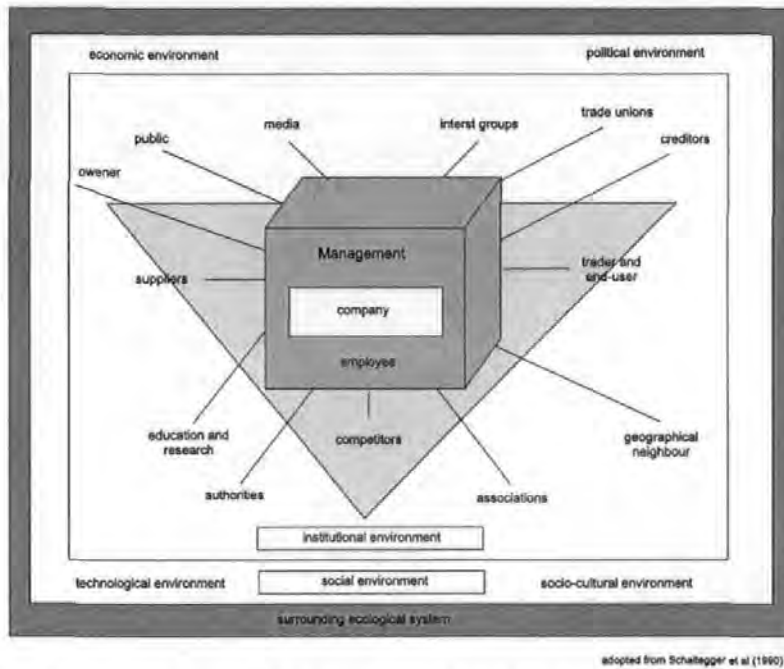 economic environment
political environment
media
interst groups
trade unions
public
creditors
owener
Management
suppliers
trader and
end-user
company
employee
education and
research
competitors
geographical
neighbour
authorities
associations
institutional environment
technological environment
social environment
socio-cultural environment
surrounding ecological system
adopted from Schaltegger et al (1990)